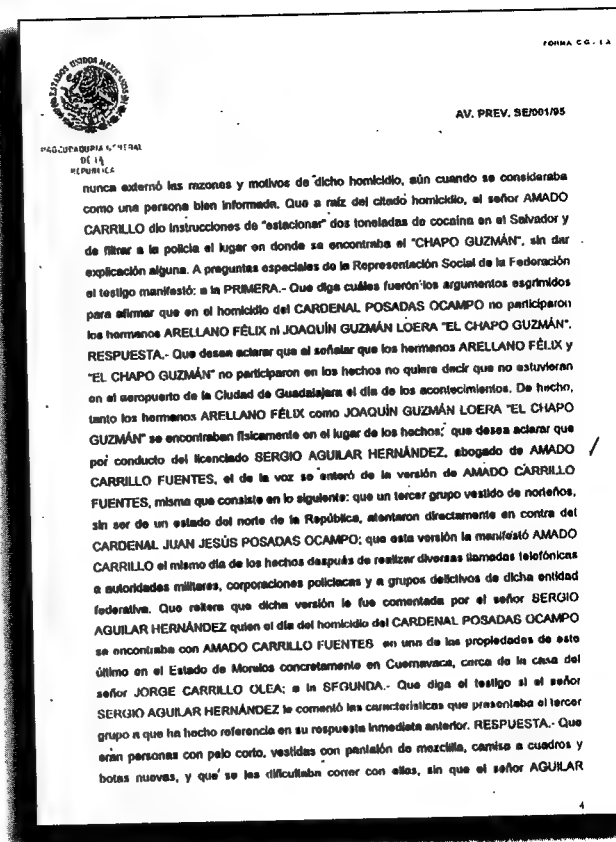 FORMA C G - 1 A
ESTADOS UNIDOS MEXICANOS
AV. PREV. SE/001/95
PROCURADURIA GENERAL
DE LA
REPUBLICA
nunca externó las razones y motivos de dicho homicidio, aún cuando se consideraba
como una persona bien informada. Que a raíz del citado homicidio, el señor AMADO
CARRILLO dio instrucciones de "estacionar" dos toneladas de cocaína en el Salvador y
de filtrar a la policía el lugar en donde se encontraba el "CHAPO GUZMÁN", sin dar
explicación alguna. A preguntas especiales de la Representación Social de la Federación
el testigo manifestó: a la PRIMERA.- Que diga cuáles fuerón los argumentos esgrimidos
para afirmar que en el homicidio del CARDENAL POSADAS OCAMPO no participaron
los hermanos ARELLANO FÉLIX ni JOAQUÍN GUZMÁN LOERA "EL CHAPO GUZMÁN".
RESPUESTA.- Que desea aclarar que el señalar que los hermanos ARELLANO FÉLIX y
"EL CHAPO GUZMÁN" no participaron en los hechos no quiere decir que no estuvieran
en el aeropuerto de la Ciudad de Guadalajara el día de los acontecimientos. De hecho,
tanto los hermanos ARELLANO FÉLIX como JOAQUÍN GUZMÁN LOERA "EL CHAPO
GUZMÁN" se encontraban físicamente en el lugar de los hechos; que desea aclarar que
por conducto del licenciado SERGIO AGUILAR HERNÁNDEZ, abogado de AMADO
CARRILLO FUENTES, el de la voz se enteró de la versión de AMADO CARRILLO
FUENTES, misma que consiste en lo siguiente: que un tercer grupo vestido de norteños,
sin ser de un estado del norte de la República, atentaron directamente en contra del
CARDENAL JUAN JESÚS POSADAS OCAMPO; que esta versión la manifestó AMADO
CARRILLO el mismo día de los hechos después de realizar diversas llamadas telefónicas
a autoridades militares, corporaciones policiacas y a grupos delictivos de dicha entidad
federativa. Que reitera que dicha versión le fue comentada por el señor SERGIO
AGUILAR HERNÁNDEZ quien el día del homicidio del CARDENAL POSADAS OCAMPO
se encontraba con AMADO CARRILLO FUENTES en una de las propiedades de este
último en el Estado de Morelos concretamente en Cuernavaca, cerca de la casa del
señor JORGE CARRILLO OLEA; a la SEGUNDA.- Que diga el testigo si el señor
SERGIO AGUILAR HERNÁNDEZ le comentó las características que presentaba el tercer
grupo a que ha hecho referencia en su respuesta inmediata anterior. RESPUESTA.- Que
erán personas con pelo corto, vestidas con pantalón de mezclilla, camisa a cuadros y
botas nuevas, y que se les dificultaba correr con ellas, sin que el señor AGUILAR
4